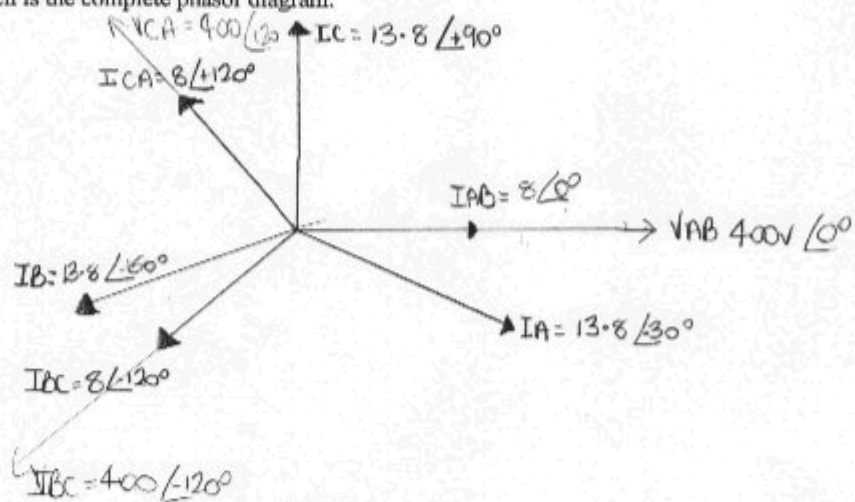 is the complete phasor diagram.
VCA = 400 /120
IC = 13.8 /+90°
ICA = 8 /+120°
IAB = 8 /0°
VAB 400V /0°
IB = 13.8 /-150°
IA = 13.8 /-30°
IBC = 8 /-120°
VBC = 400 /-120°